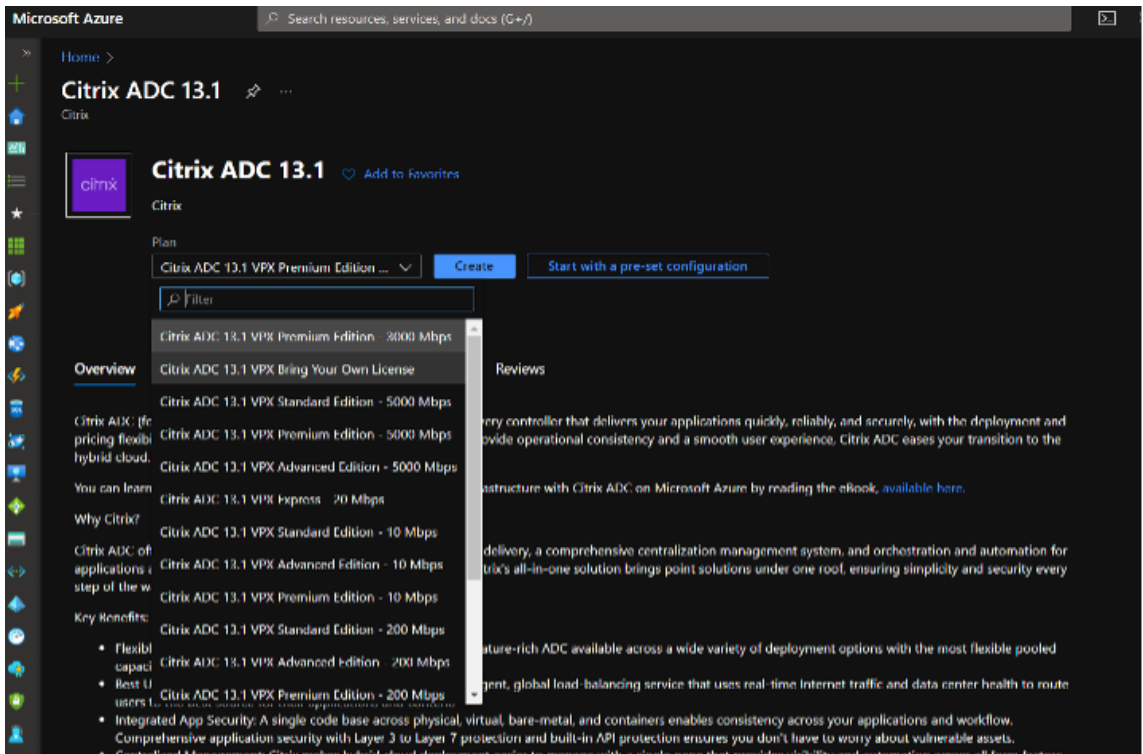 Microsoft Azure
Search resources, services, and docs (G+/)
Home >
Citrix ADC 13.1
Citrix
citrix
Citrix ADC 13.1
Add to Favorites
Citrix
Plan
Citrix ADC 13.1 VPX Premium Edition ...
Create
Start with a pre-set configuration
Filter
Citrix ADC 13.1 VPX Premium Edition - 3000 Mbps
Citrix ADC 13.1 VPX Bring Your Own License
Overview
Reviews
Citrix ADC 13.1 VPX Standard Edition - 5000 Mbps
Citrix ADC 13.1 VPX Premium Edition - 5000 Mbps
Citrix ADC 13.1 VPX Advanced Edition - 5000 Mbps
Citrix ADC 13.1 VPX Express - 20 Mbps
Citrix ADC 13.1 VPX Standard Edition - 10 Mbps
Citrix ADC 13.1 VPX Advanced Edition - 10 Mbps
Citrix ADC 13.1 VPX Premium Edition - 10 Mbps
Citrix ADC 13.1 VPX Standard Edition - 200 Mbps
Citrix ADC 13.1 VPX Advanced Edition - 200 Mbps
Citrix ADC 13.1 VPX Premium Edition - 200 Mbps
Citrix ADC (fo very controller that delivers your applications quickly, reliably, and securely, with the deployment and
pricing flexibi ovide operational consistency and a smooth user experience, Citrix ADC eases your transition to the
hybrid cloud.
You can learn astructure with Citrix ADC on Microsoft Azure by reading the eBook, available here.
Why Citrix?
Citrix ADC off delivery, a comprehensive centralization management system, and orchestration and automation for
applications a trix's all-in-one solution brings point solutions under one roof, ensuring simplicity and security every
step of the w
Key Benefits:
• Flexibl ature-rich ADC available across a wide variety of deployment options with the most flexible pooled
capaci
• Best U gent, global load-balancing service that uses real-time Internet traffic and data center health to route
users to the best source for their applications and content
• Integrated App Security: A single code base across physical, virtual, bare-metal, and containers enables consistency across your applications and workflow.
Comprehensive application security with Layer 3 to Layer 7 protection and built-in API protection ensures you don't have to worry about vulnerable assets.